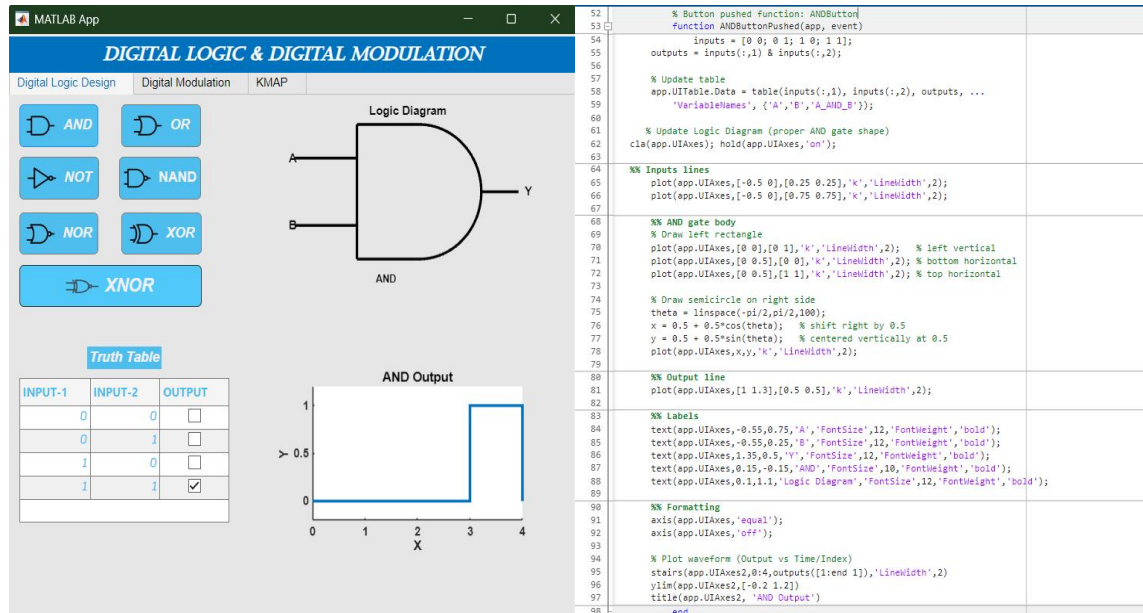 MATLAB App
DIGITAL LOGIC & DIGITAL MODULATION
Digital Logic Design Digital Modulation KMAP
AND OR
NOT NAND
NOR XOR
XNOR
Logic Diagram
A
B
Y
AND
Truth Table
INPUT-1 INPUT-2 OUTPUT
0 0
0 1
1 0
1 1
AND Output
1
0.5
0
Y
0 1 2 3 4
X
52 % Button pushed function: ANDButton
53 function ANDButtonPushed(app, event)
54 inputs = [0 0; 0 1; 1 0; 1 1];
55 outputs = inputs(:,1) & inputs(:,2);
56
57 % Update table
58 app.UITable.Data = table(inputs(:,1), inputs(:,2), outputs, ...
59 'VariableNames', {'A','B','A_AND_B'});
60
61 % Update Logic Diagram (proper AND gate shape)
62 cla(app.UIAxes); hold(app.UIAxes,'on');
63
64 %% Inputs lines
65 plot(app.UIAxes,[-0.5 0],[0.25 0.25],'k','LineWidth',2);
66 plot(app.UIAxes,[-0.5 0],[0.75 0.75],'k','LineWidth',2);
67
68 %% AND gate body
69 % Draw left rectangle
70 plot(app.UIAxes,[0 0],[0 1],'k','LineWidth',2); % left vertical
71 plot(app.UIAxes,[0 0.5],[0 0],'k','LineWidth',2); % bottom horizontal
72 plot(app.UIAxes,[0 0.5],[1 1],'k','LineWidth',2); % top horizontal
73
74 % Draw semicircle on right side
75 theta = linspace(-pi/2,pi/2,100);
76 x = 0.5 + 0.5*cos(theta); % shift right by 0.5
77 y = 0.5 + 0.5*sin(theta); % centered vertically at 0.5
78 plot(app.UIAxes,x,y,'k','LineWidth',2);
79
80 %% Output line
81 plot(app.UIAxes,[1 1.3],[0.5 0.5],'k','LineWidth',2);
82
83 %% Labels
84 text(app.UIAxes,-0.55,0.75,'A','FontSize',12,'FontWeight','bold');
85 text(app.UIAxes,-0.55,0.25,'B','FontSize',12,'FontWeight','bold');
86 text(app.UIAxes,1.35,0.5,'Y','FontSize',12,'FontWeight','bold');
87 text(app.UIAxes,0.15,-0.15,'AND','FontSize',10,'FontWeight','bold');
88 text(app.UIAxes,0.1,1.1,'Logic Diagram','FontSize',12,'FontWeight','bold');
89
90 %% Formatting
91 axis(app.UIAxes,'equal');
92 axis(app.UIAxes,'off');
93
94 % Plot waveform (Output vs Time/Index)
95 stairs(app.UIAxes2,0:4,outputs([1:end 1]),'LineWidth',2)
96 ylim(app.UIAxes2,[-0.2 1.2])
97 title(app.UIAxes2, 'AND Output')
98 end